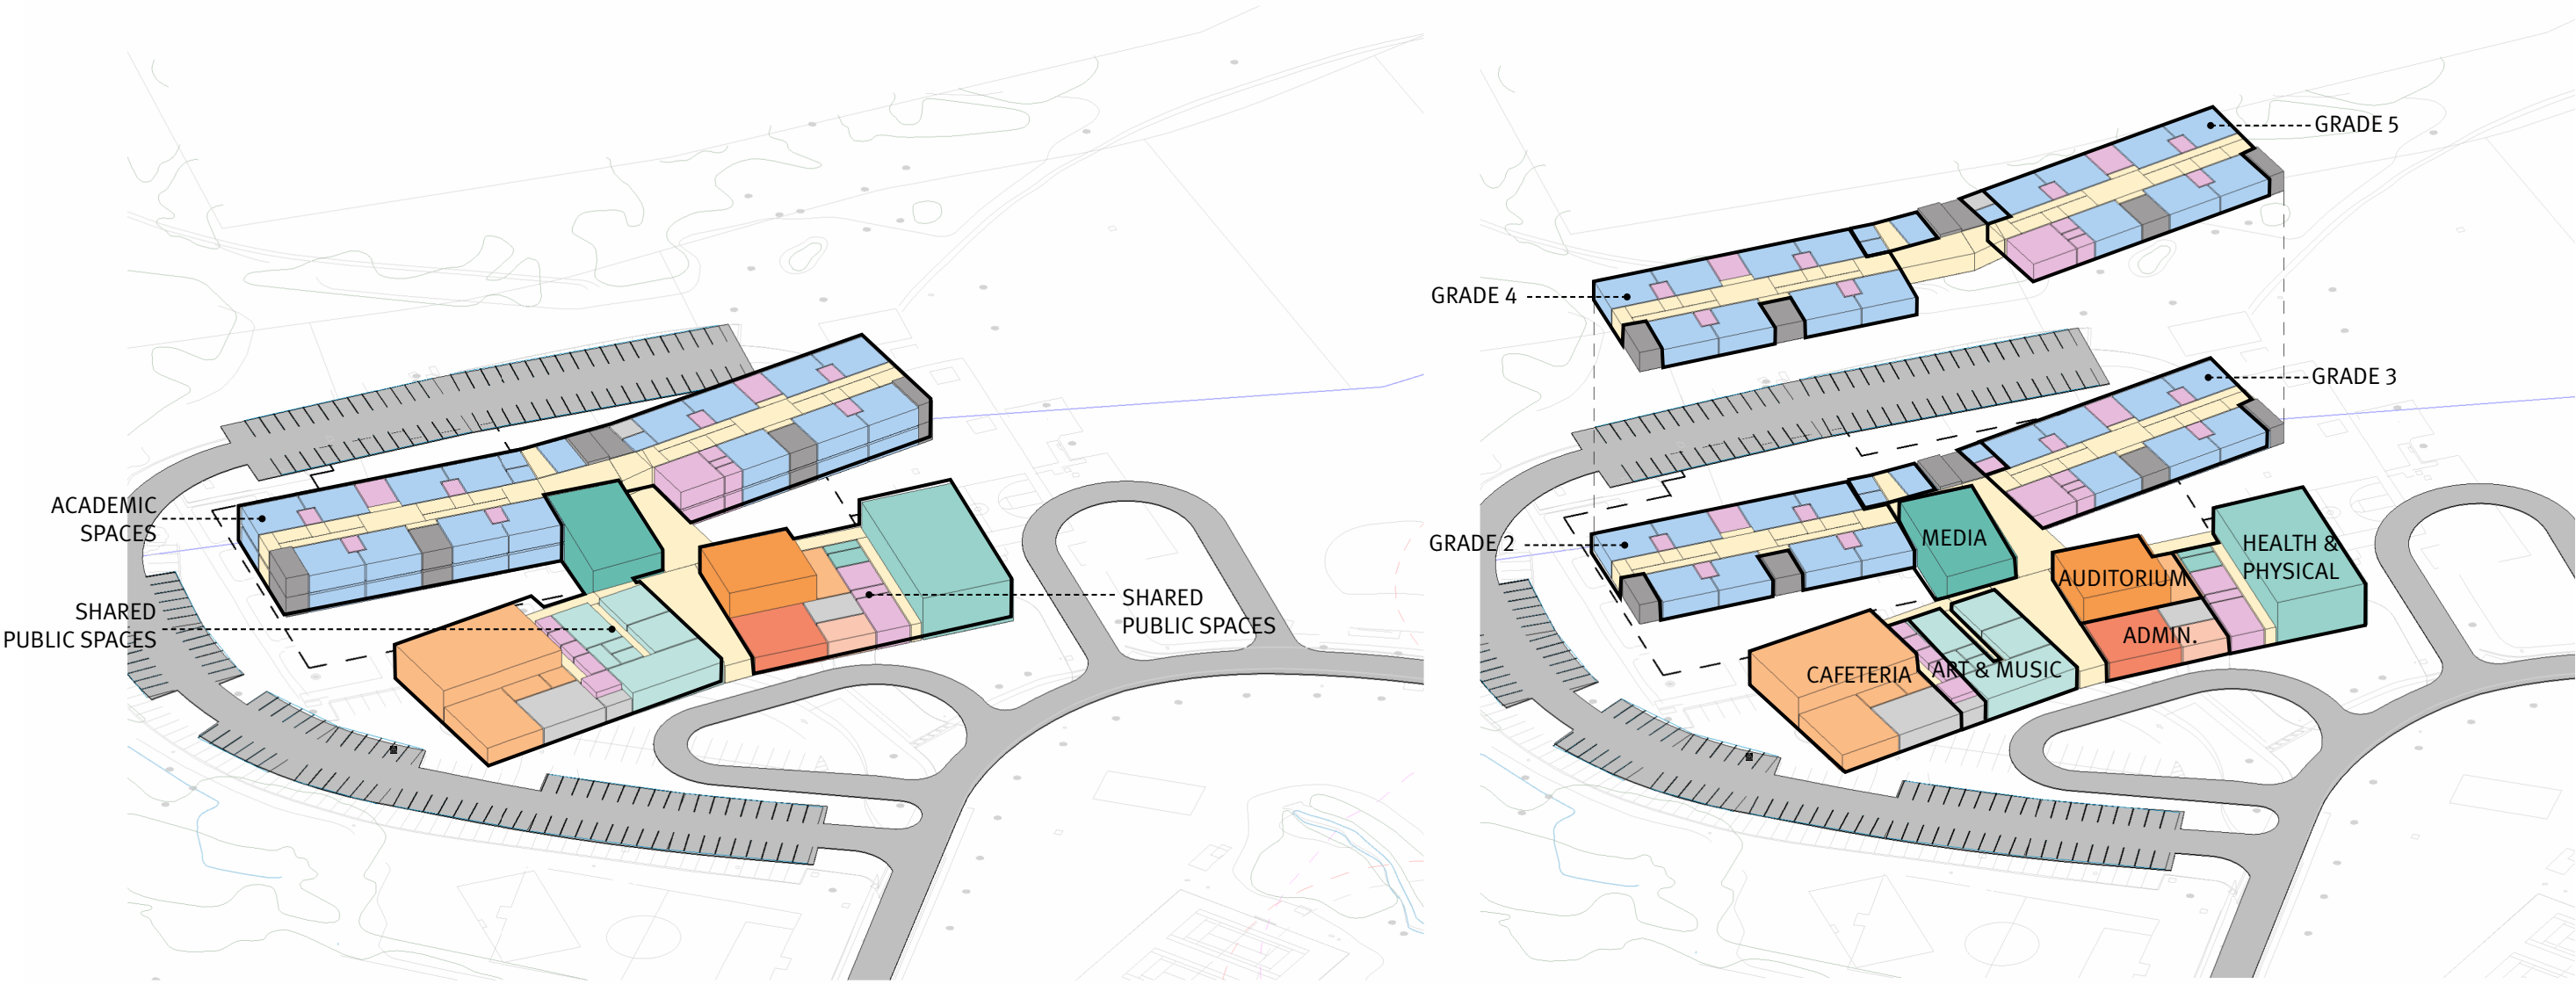 ACADEMIC
SPACES
SHARED
PUBLIC SPACES
SHARED
PUBLIC SPACES
GRADE 5
GRADE 4
GRADE 3
GRADE 2
MEDIA
HEALTH &
PHYSICAL
AUDITORIUM
ADMIN.
CAFETERIA
ART & MUSIC